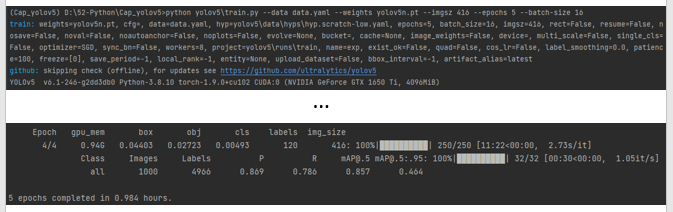 (Cap_yolov5) D:\52-Python\Cap_yolov5>python yolov5\train.py --data data.yaml --weights yolov5n.pt --imgsz 416 --epochs 5 --batch-size 16
train: weights=yolov5n.pt, cfg=, data=data.yaml, hyp=yolov5\data\hyps\hyp.scratch-low.yaml, epochs=5, batch_size=16, imgsz=416, rect=False, resume=False, n
osave=False, noval=False, noautoanchor=False, noplots=False, evolve=None, bucket=, cache=None, image_weights=False, device=, multi_scale=False, single_cls=
False, optimizer=SGD, sync_bn=False, workers=8, project=yolov5\runs\train, name=exp, exist_ok=False, quad=False, cos_lr=False, label_smoothing=0.0, patienc
e=100, freeze=[0], save_period=-1, local_rank=-1, entity=None, upload_dataset=False, bbox_interval=-1, artifact_alias=latest
github: skipping check (offline), for updates see https://github.com/ultralytics/yolov5
YOLOv5 v6.1-246-g2dd3db0 Python-3.8.10 torch-1.9.0+cu102 CUDA:0 (NVIDIA GeForce GTX 1650 Ti, 4096MiB)
...
Epoch gpu_mem box obj cls labels img_size
4/4 0.94G 0.04403 0.02723 0.00493 120 416: 100%|██████████| 250/250 [11:22<00:00, 2.73s/it]
Class Images Labels P R mAP@.5 mAP@.5:.95: 100%|██████████| 32/32 [00:30<00:00, 1.05it/s]
all 1000 4966 0.869 0.786 0.857 0.464
5 epochs completed in 0.984 hours.